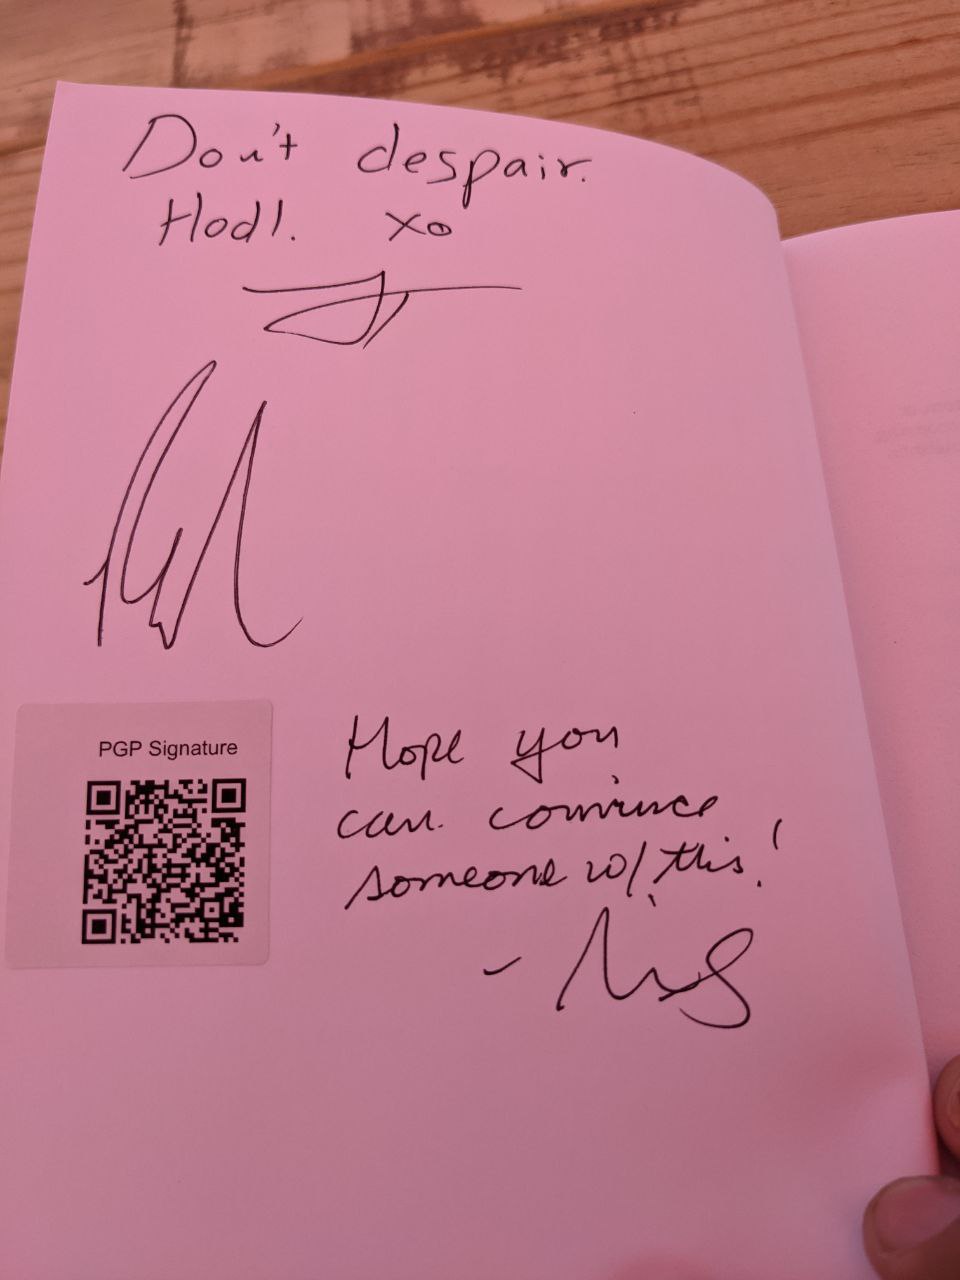 Don't despair.
Hodl. xo
PGP Signature
Hope you
can convince
someone w/ this!